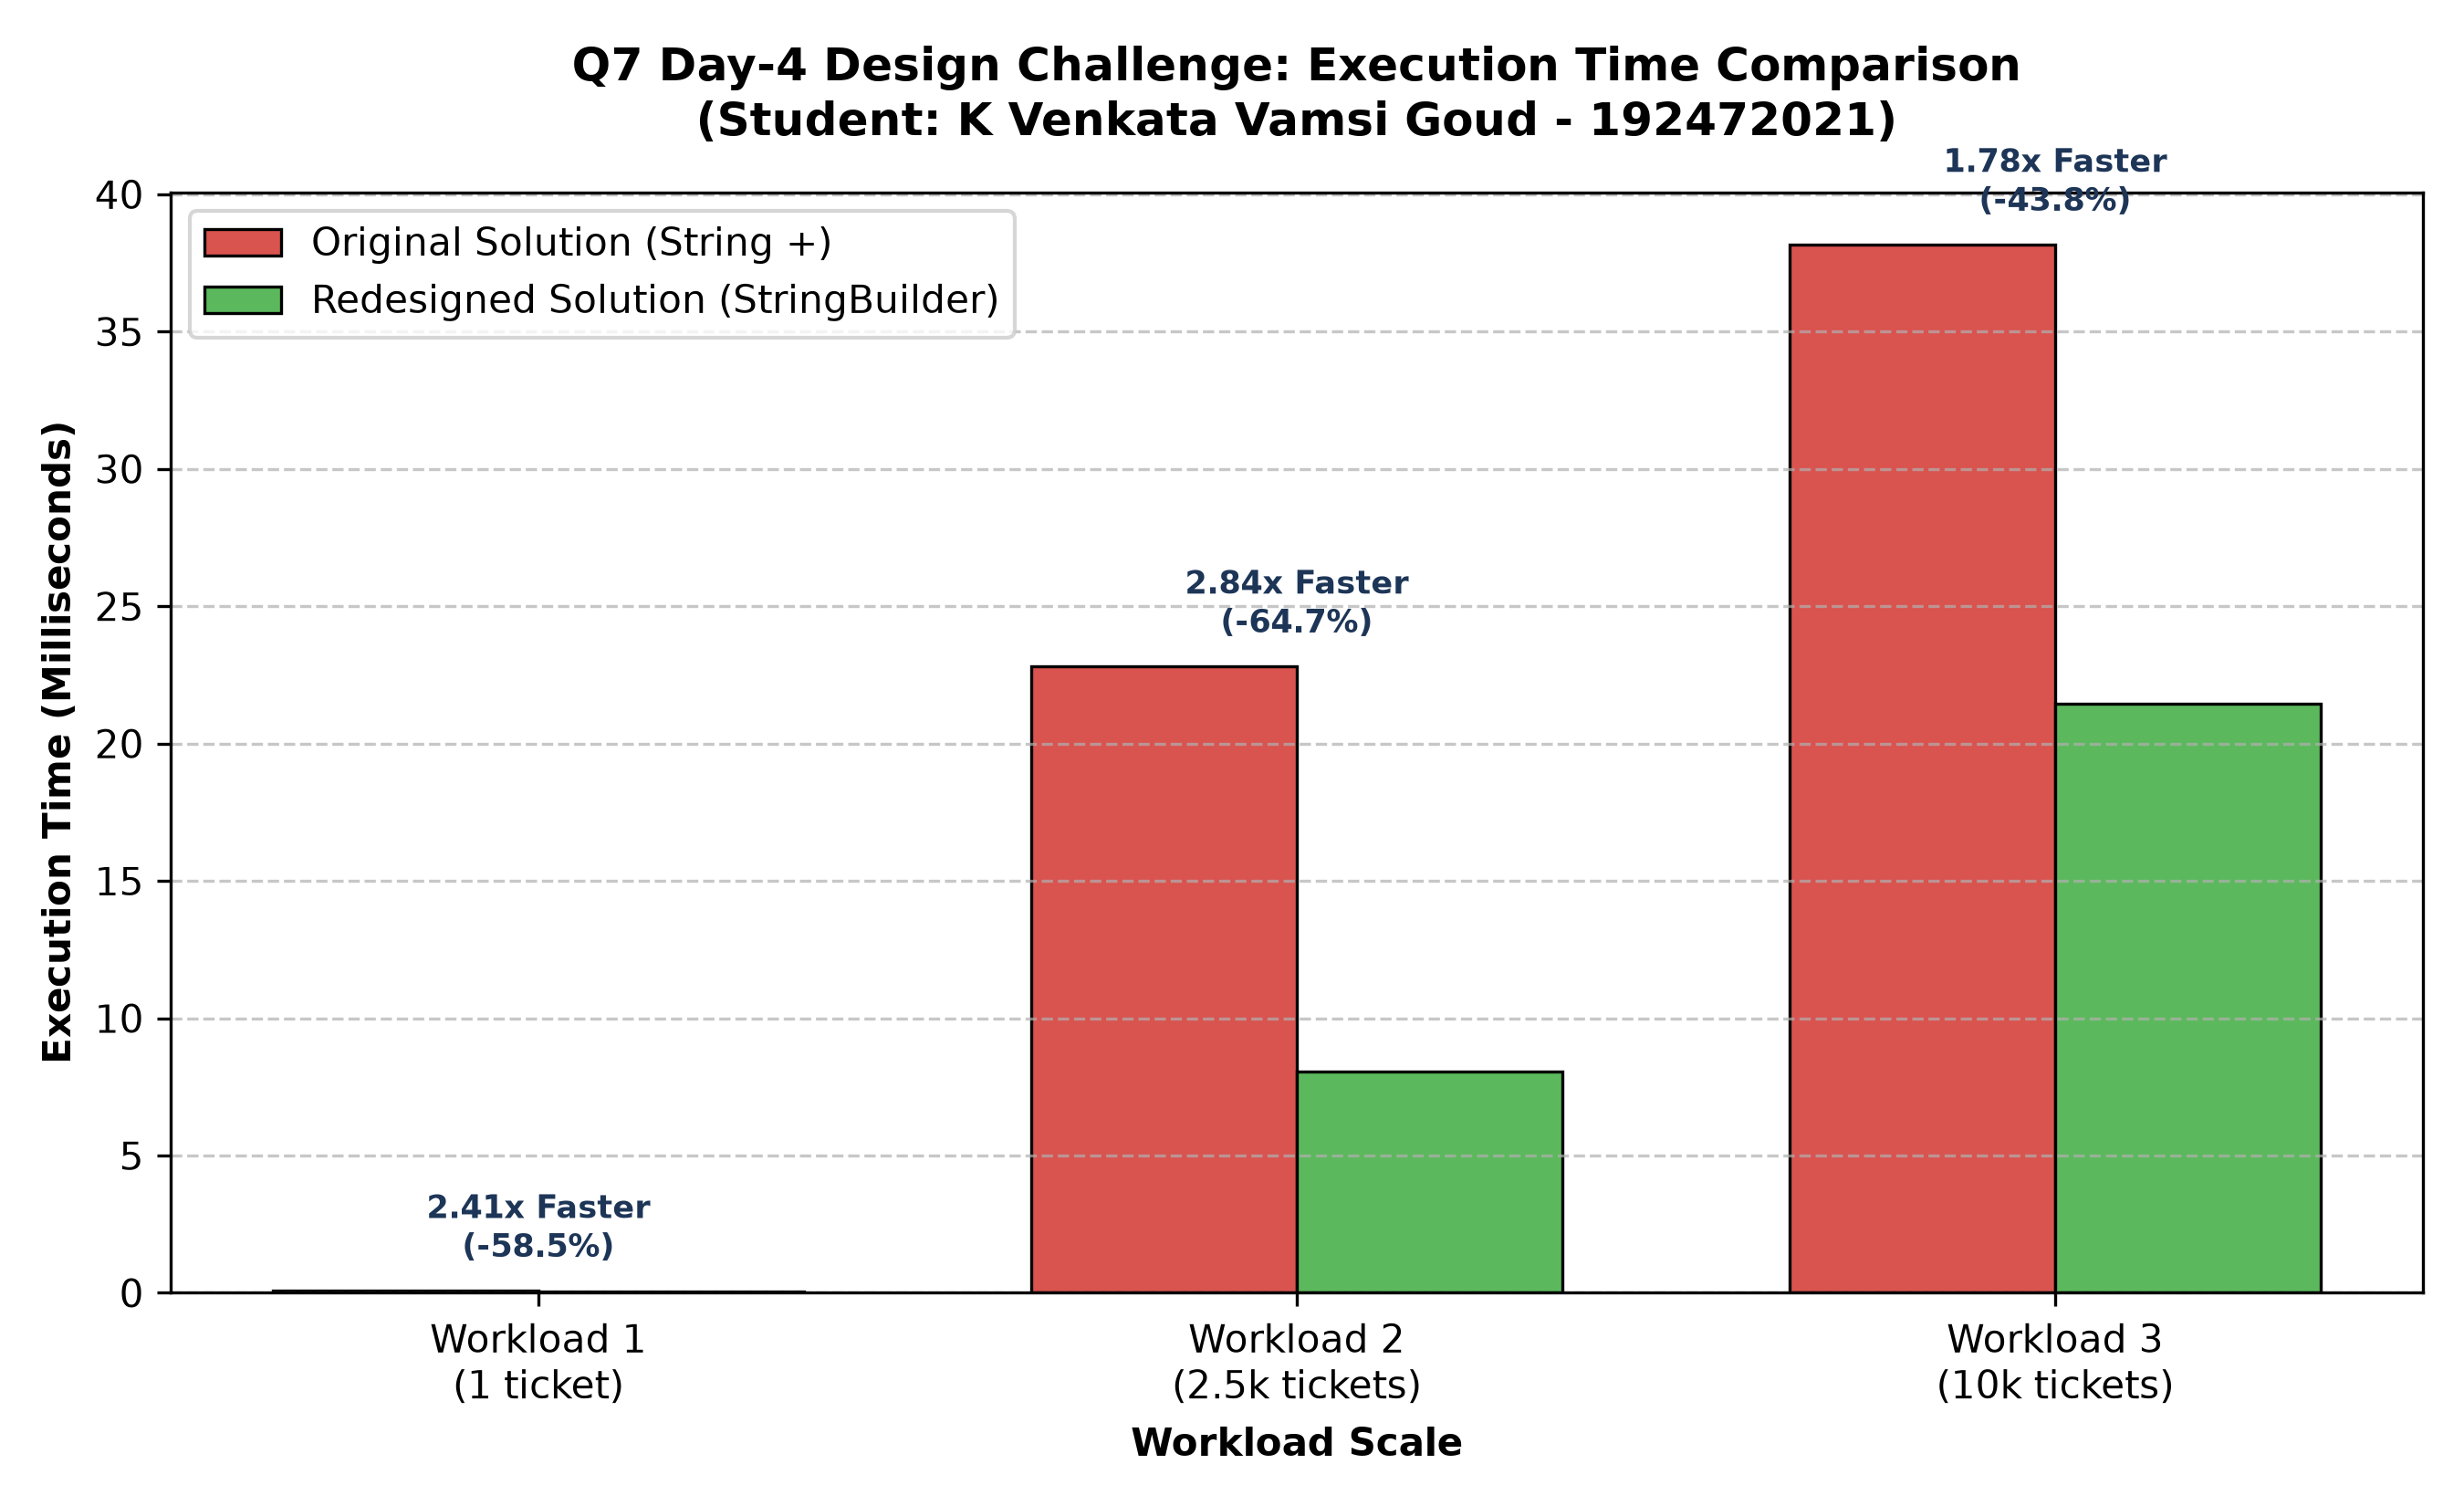 Q7 Day-4 Design Challenge: Execution Time Comparison
(Student: K Venkata Vamsi Goud - 192472021)
1.78x Faster
(-43.8%)
Original Solution (String +)
Redesigned Solution (StringBuilder)
2.84x Faster
(-64.7%)
2.41x Faster
(-58.5%)
Execution Time (Milliseconds)
40
35
30
25
20
15
10
5
0
Workload 1
(1 ticket)
Workload 2
(2.5k tickets)
Workload 3
(10k tickets)
Workload Scale